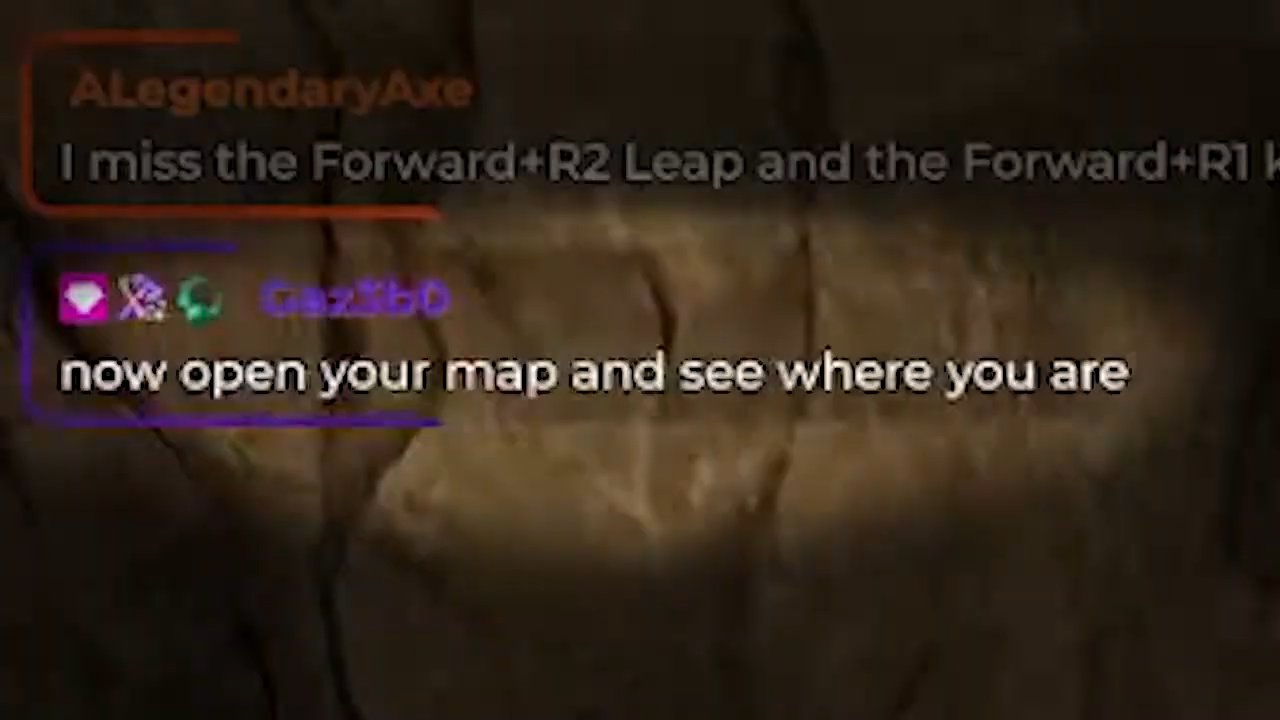 ALegendaryAxe
I miss the Forward+R2 Leap and the Forward+R1
Gaz3b0
now open your map and see where you are